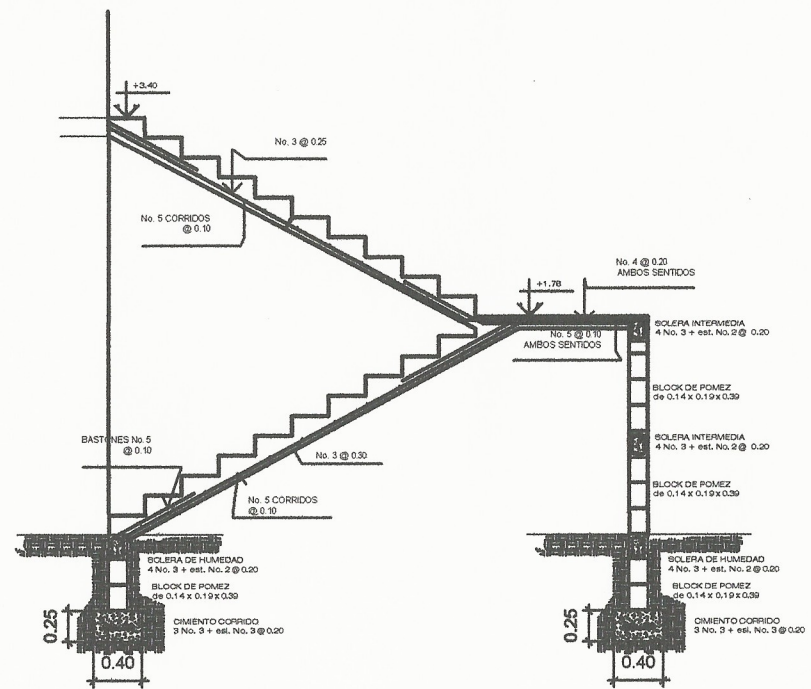 +3.40
No. 3 @ 0.25
No. 5 CORRIDOS
@ 0.10
No. 4 @ 0.20
AMBOS SENTIDOS
+1.78
No. 5 @ 0.10
AMBOS SENTIDOS
SOLERA INTERMEDIA
4 No. 3 + est. No. 2 @ 0.20
BLOCK DE POMEZ
de 0.14 x 0.19 x 0.39
SOLERA INTERMEDIA
4 No. 3 + est. No. 2 @ 0.20
BLOCK DE POMEZ
de 0.14 x 0.19 x 0.39
BASTONES No. 5
@ 0.10
No. 3 @ 0.30
No. 5 CORRIDOS
@ 0.10
SOLERA DE HUMEDAD
4 No. 3 + est. No. 2 @ 0.20
BLOCK DE POMEZ
de 0.14 x 0.19 x 0.39
CIMIENTO CORRIDO
3 No. 3 + esl. No. 3 @ 0.20
0.25
0.40
SOLERA DE HUMEDAD
4 No. 3 + est. No. 2 @ 0.20
BLOCK DE POMEZ
de 0.14 x 0.19 x 0.39
CIMIENTO CORRIDO
3 No. 3 + esl. No. 3 @ 0.20
0.25
0.40